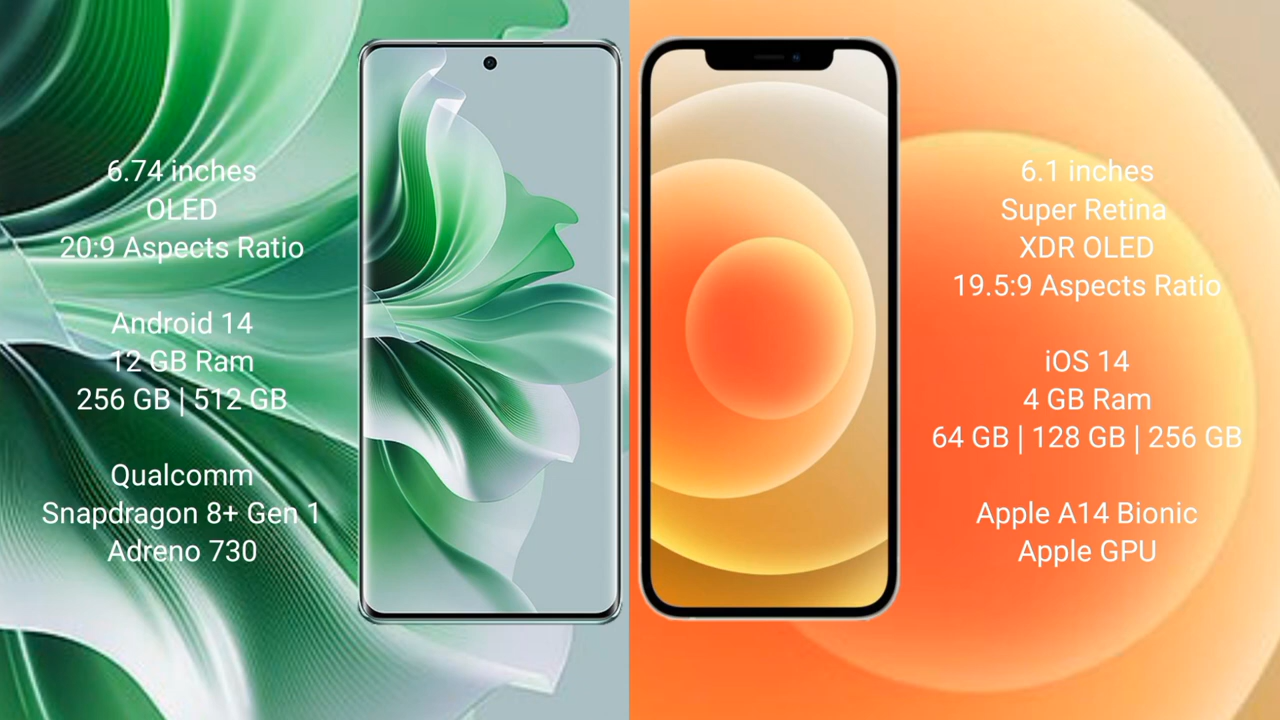 6.74 inches
OLED
20:9 Aspects Ratio
Android 14
12 GB Ram
256 GB | 512 GB
Qualcomm
Snapdragon 8+ Gen 1
Adreno 730
6.1 inches
Super Retina
XDR OLED
19.5:9 Aspects Ratio
iOS 14
4 GB Ram
64 GB | 128 GB | 256 GB
Apple A14 Bionic
Apple GPU